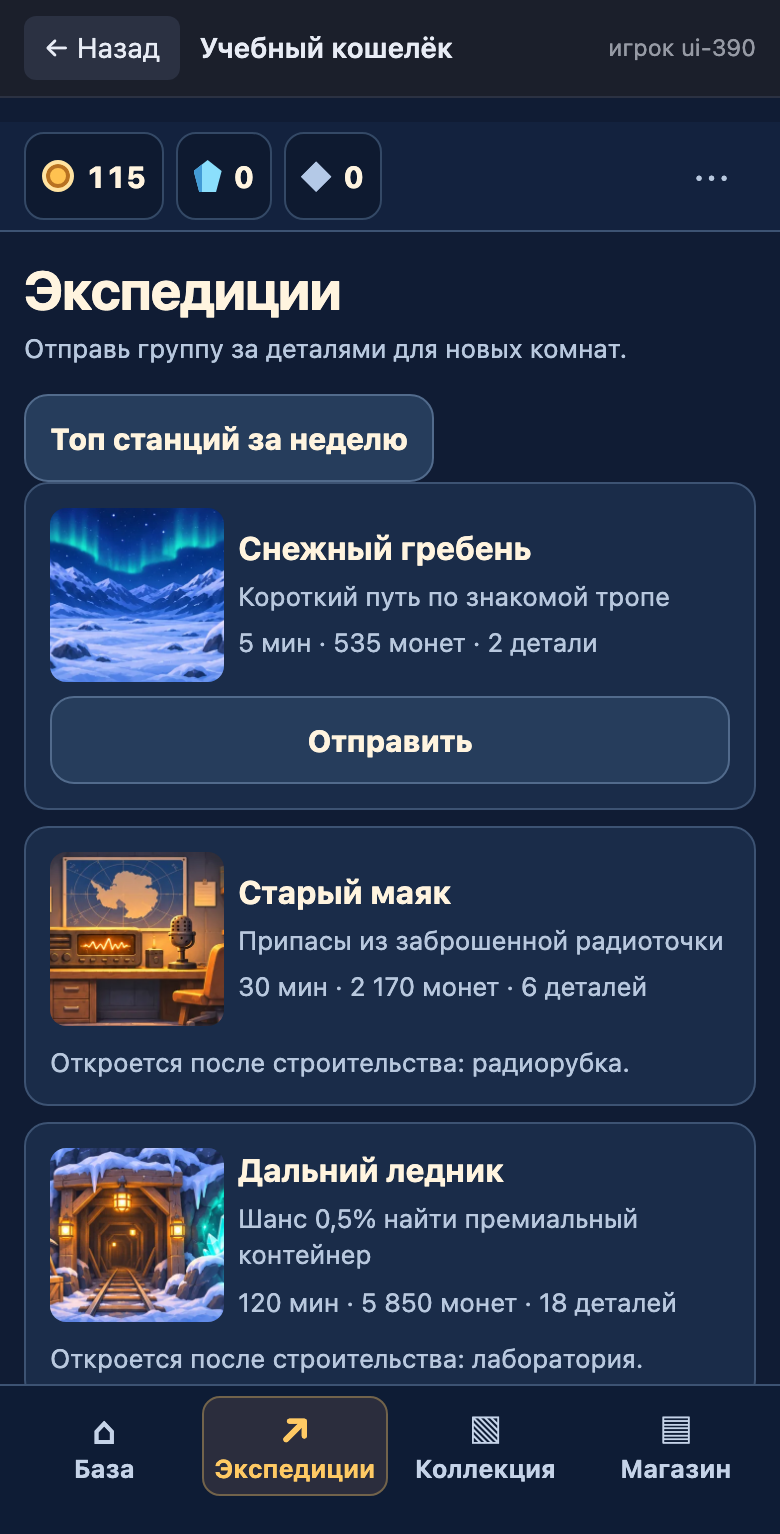 ← Назад
Учебный кошелёк
игрок ui-390
115
0
0
...
Экспедиции
Отправь группу за деталями для новых комнат.
Топ станций за неделю
Снежный гребень
Короткий путь по знакомой тропе
5 мин · 535 монет · 2 детали
Отправить
Старый маяк
Припасы из заброшенной радиоточки
30 мин · 2 170 монет · 6 деталей
Откроется после строительства: радиорубка.
Дальний ледник
Шанс 0,5% найти премиальный
контейнер
120 мин · 5 850 монет · 18 деталей
Откроется после строительства: лаборатория.
База
Экспедиции
Коллекция
Магазин